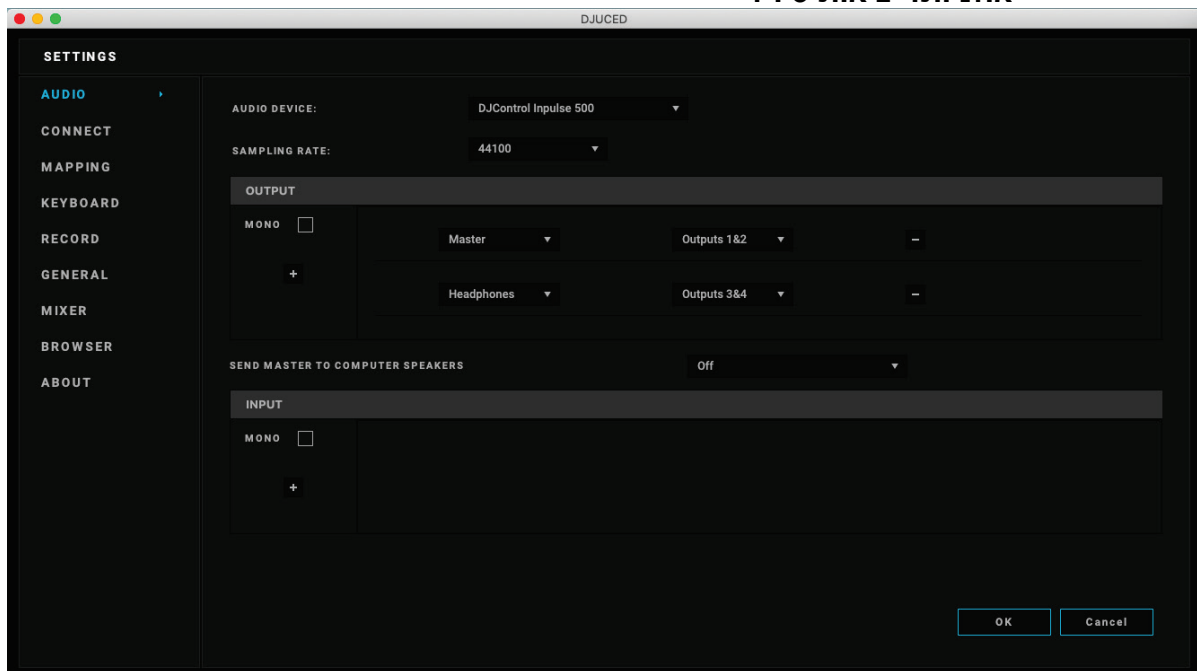 DJUCED
SETTINGS
AUDIO
CONNECT
MAPPING
KEYBOARD
RECORD
GENERAL
MIXER
BROWSER
ABOUT
AUDIO DEVICE: DJControl Inpulse 500
SAMPLING RATE: 44100
OUTPUT
MONO
+
Master Outputs 1&2 −
Headphones Outputs 3&4 −
SEND MASTER TO COMPUTER SPEAKERS Off
INPUT
MONO
+
OK Cancel